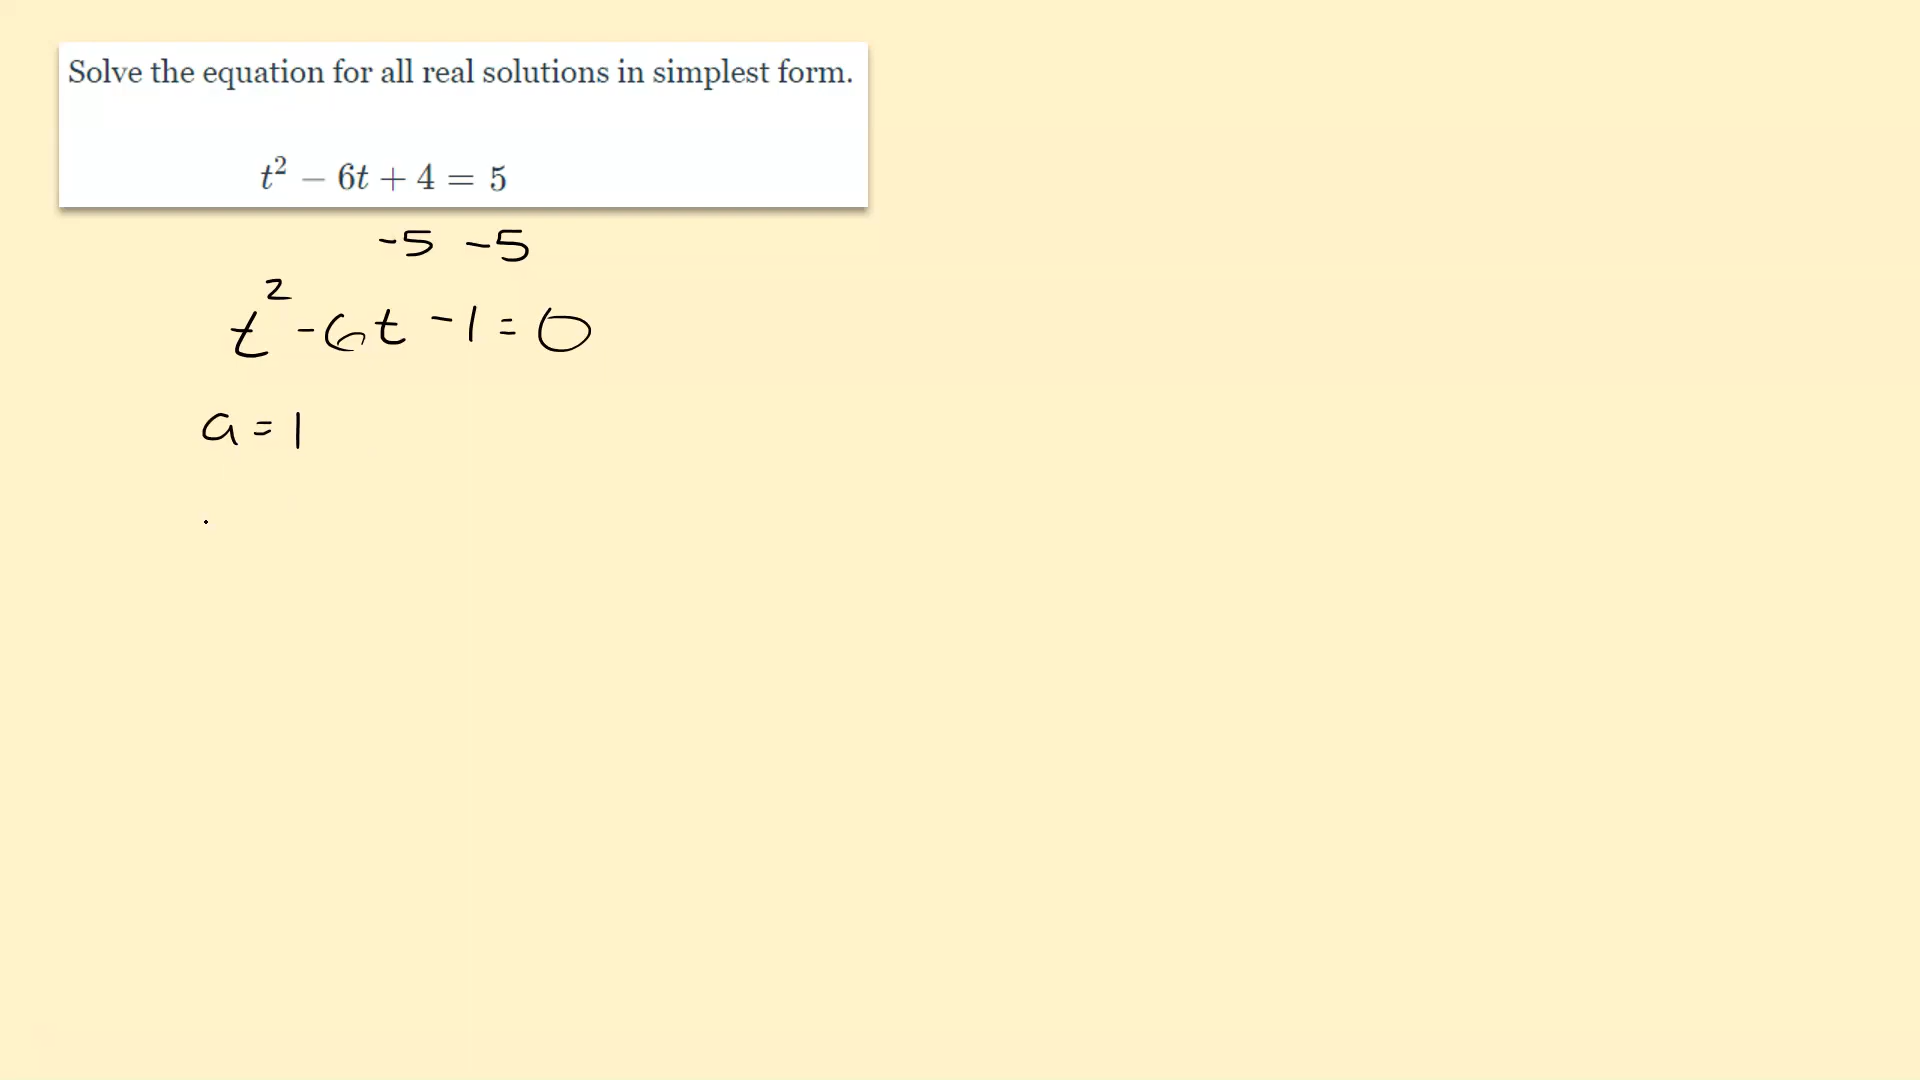 Solve the equation for all real solutions in simplest form.
t² − 6t + 4 = 5
-5 -5
t² - 6t - 1 = 0
a = 1